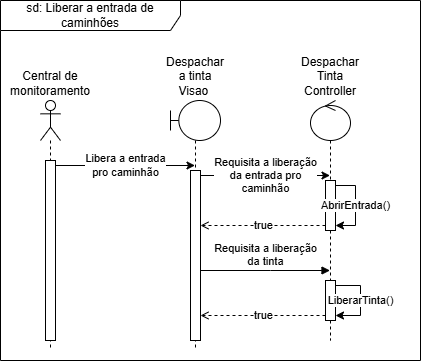 sd: Liberar a entrada de
caminhões
Central de
monitoramento
Despachar
a tinta
Visao
Despachar
Tinta
Controller
Libera a entrada
pro caminhão
Requisita a liberação
da entrada pro
caminhão
AbrirEntrada()
true
Requisita a liberação
da tinta
LiberarTinta()
true